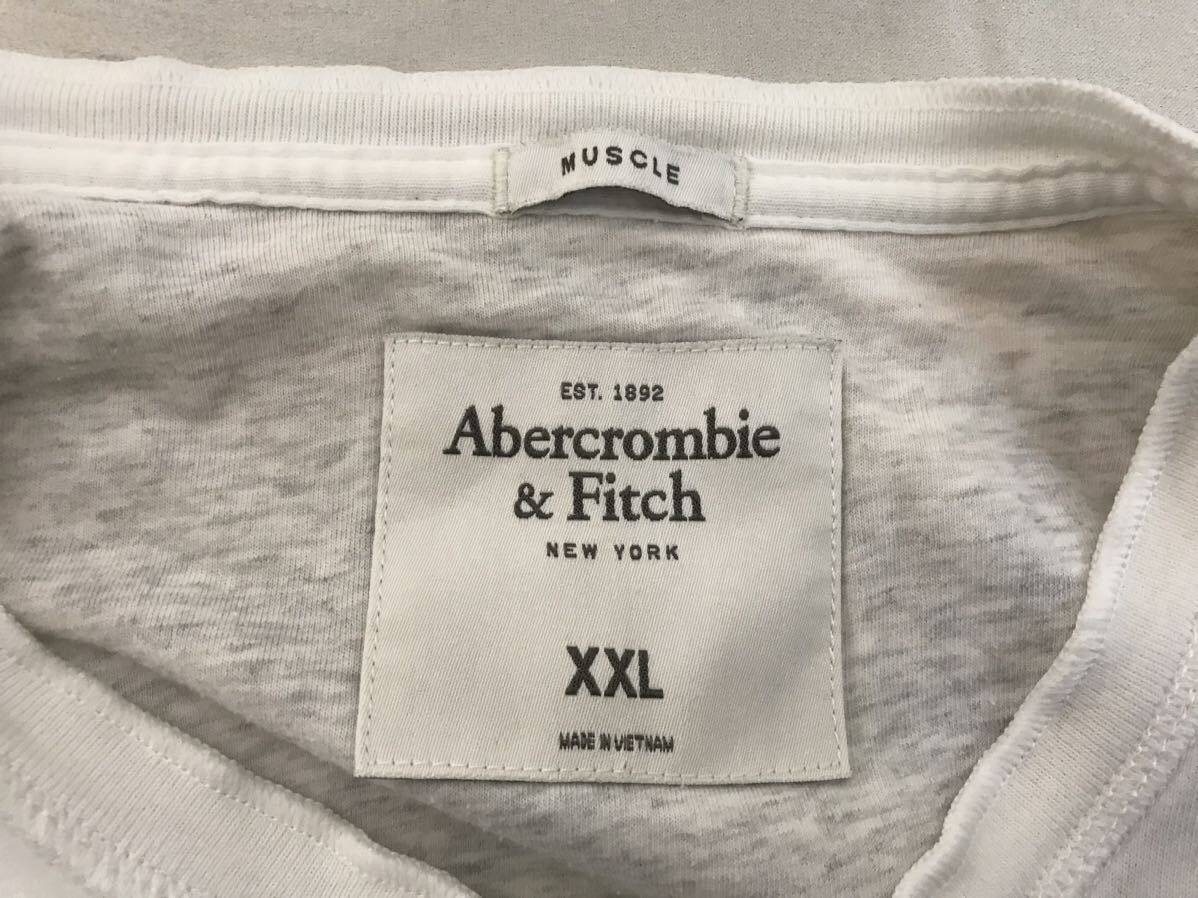 MUSCLE
EST. 1892
Abercrombie
& Fitch
NEW YORK
XXL
MADE IN VIETNAM